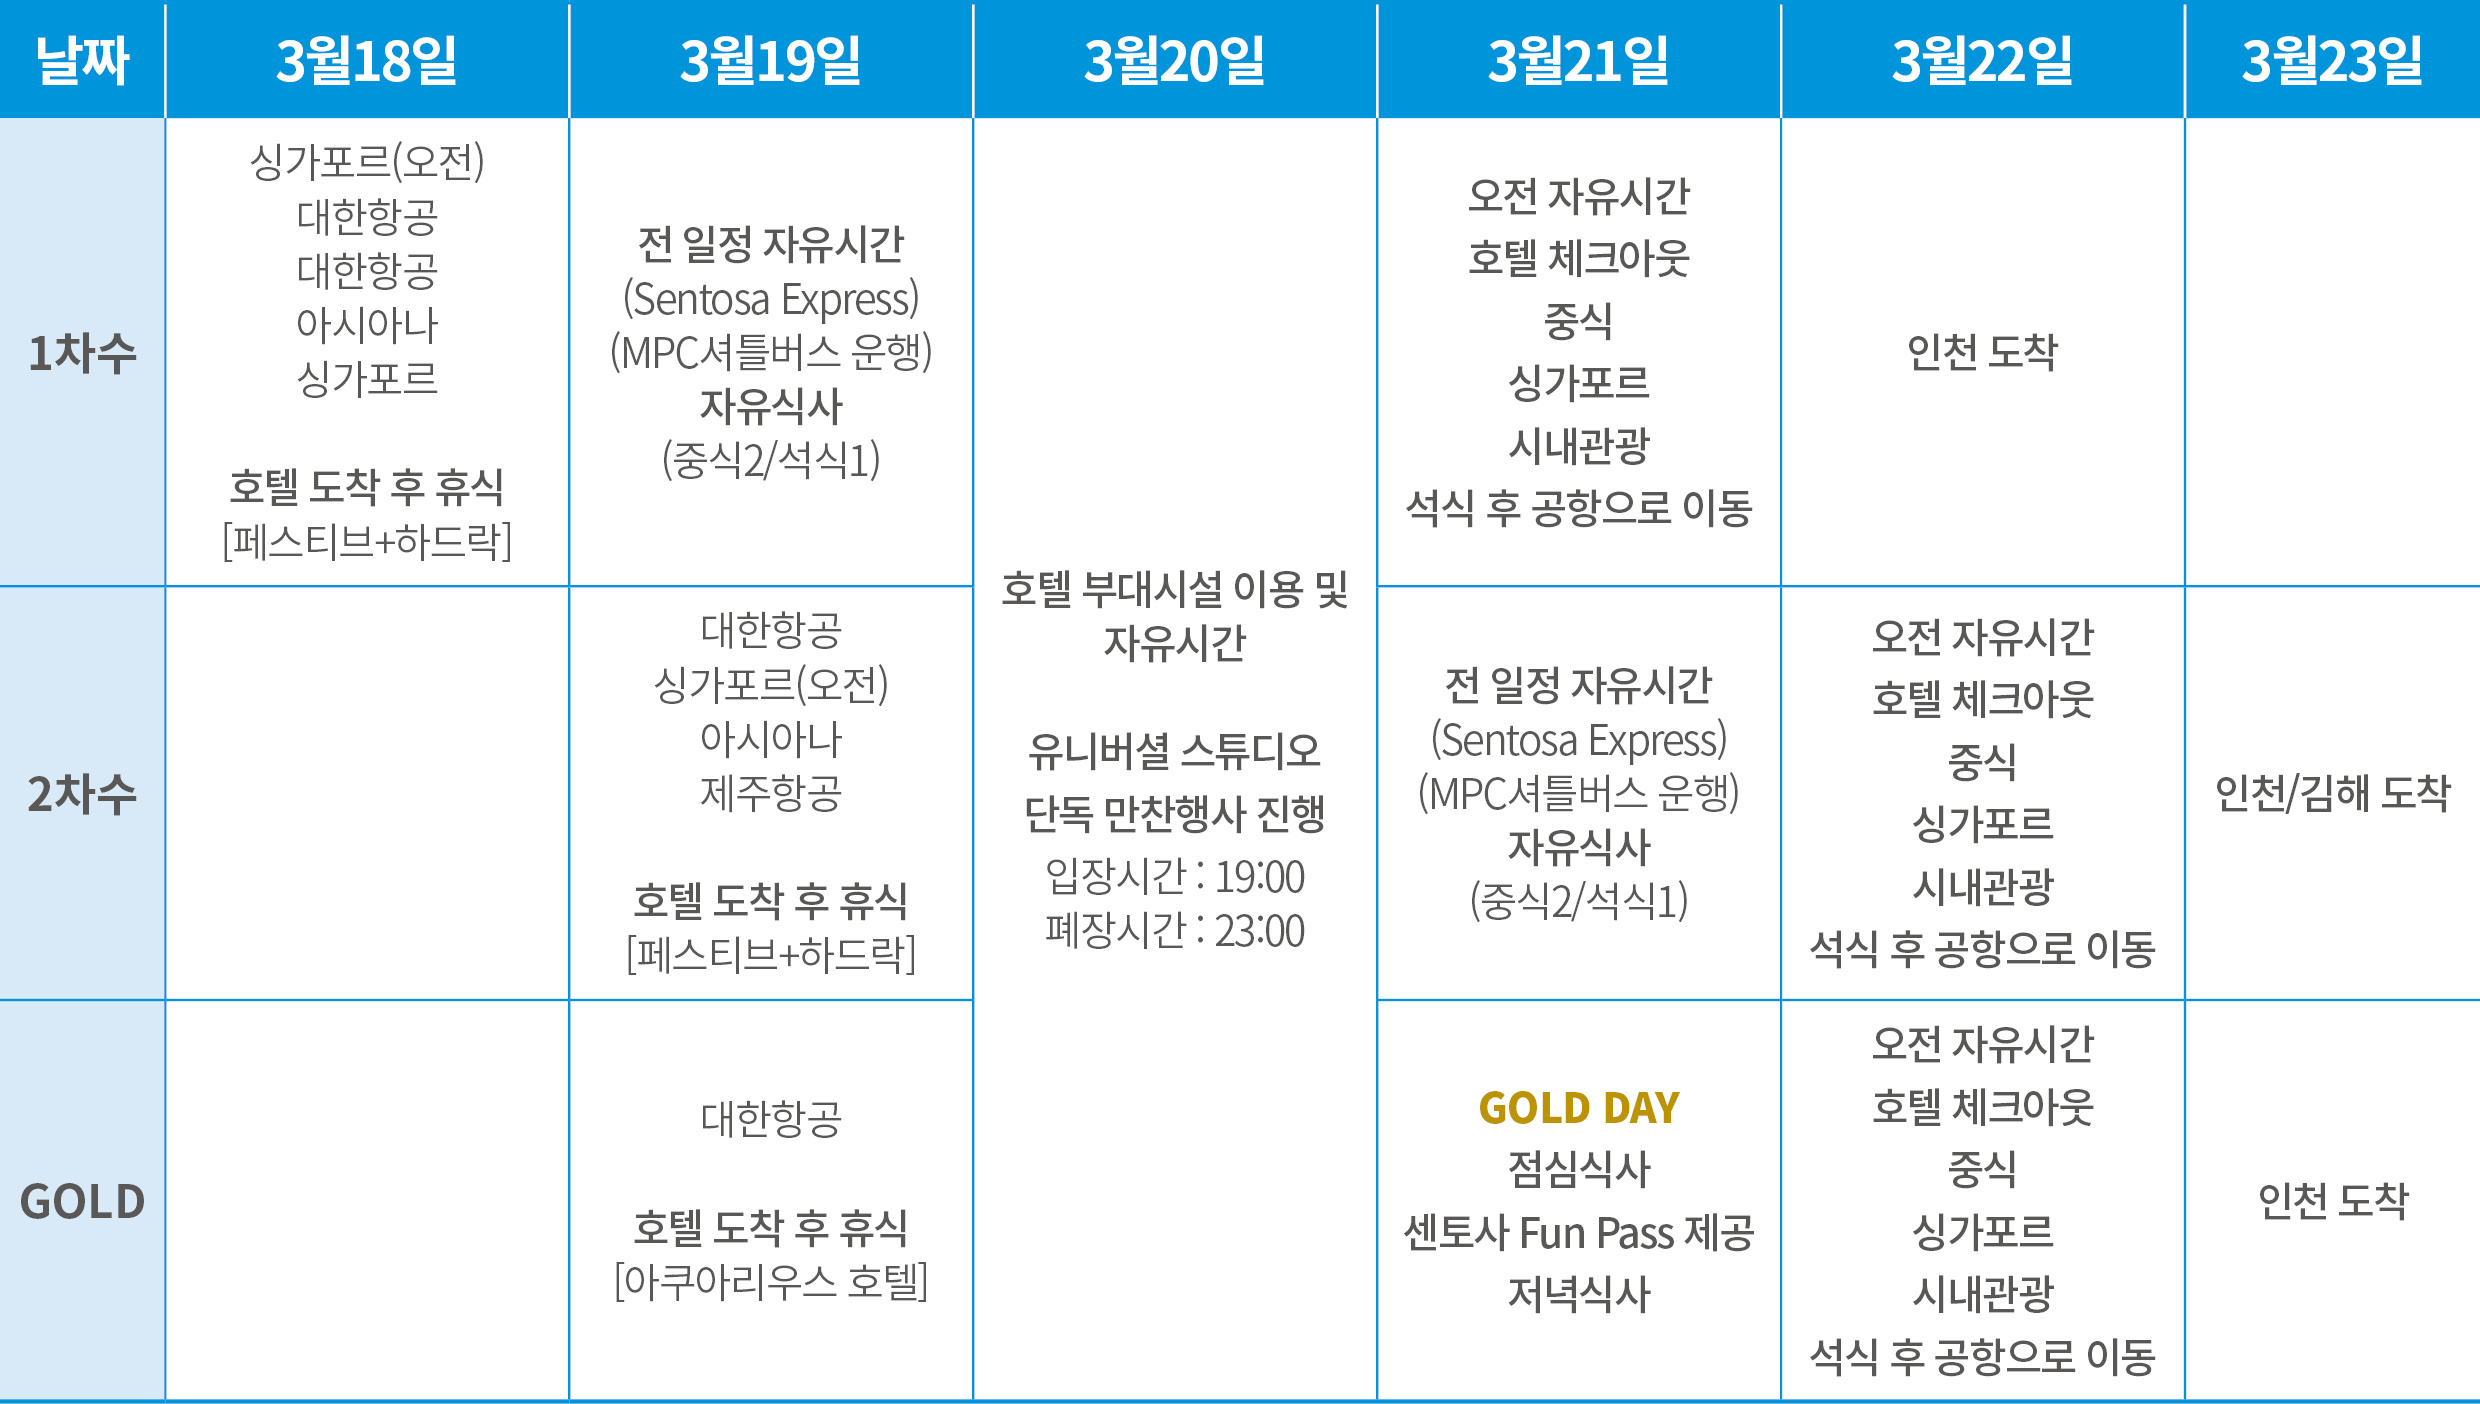 날짜
3월18일
3월19일
3월20일
3월21일
3월22일
3월23일
1차수
싱가포르(오전)
대한항공
대한항공
아시아나
싱가포르
호텔 도착 후 휴식
[페스티브+하드락]
전 일정 자유시간
(Sentosa Express)
(MPC셔틀버스 운행)
자유식사
(중식2/석식1)
호텔 부대시설 이용 및
자유시간
유니버셜 스튜디오
단독 만찬행사 진행
입장시간 : 19:00
폐장시간 : 23:00
오전 자유시간
호텔 체크아웃
중식
싱가포르
시내관광
석식 후 공항으로 이동
인천 도착
2차수
대한항공
싱가포르(오전)
아시아나
제주항공
호텔 도착 후 휴식
[페스티브+하드락]
전 일정 자유시간
(Sentosa Express)
(MPC셔틀버스 운행)
자유식사
(중식2/석식1)
오전 자유시간
호텔 체크아웃
중식
싱가포르
시내관광
석식 후 공항으로 이동
인천/김해 도착
GOLD
대한항공
호텔 도착 후 휴식
[아쿠아리우스 호텔]
GOLD DAY
점심식사
센토사 Fun Pass 제공
저녁식사
오전 자유시간
호텔 체크아웃
중식
싱가포르
시내관광
석식 후 공항으로 이동
인천 도착